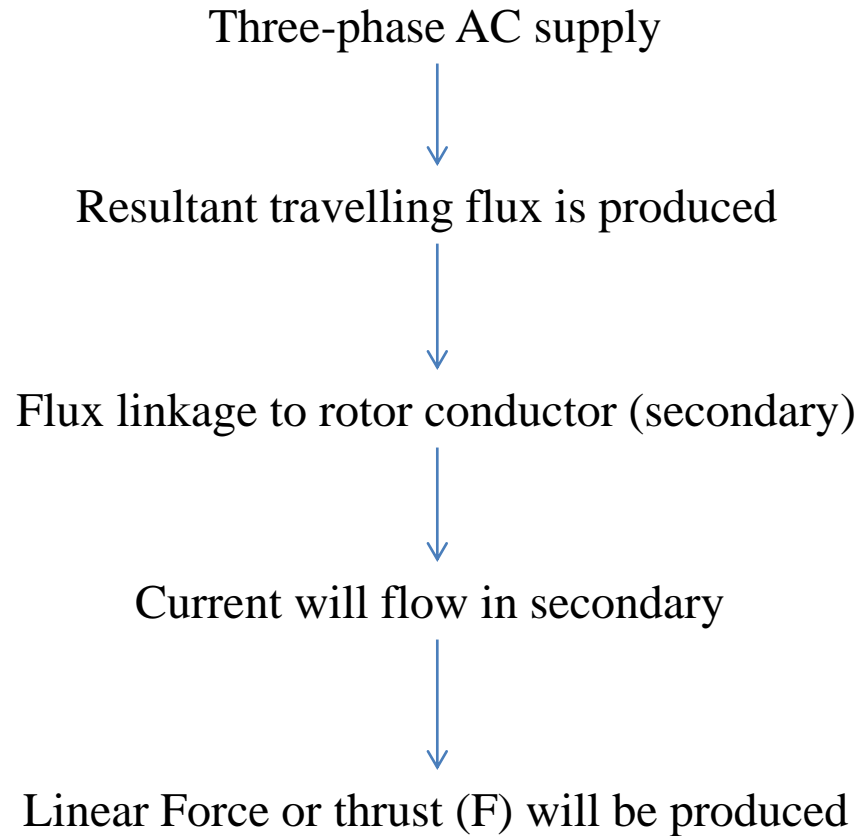 Three-phase AC supply
Resultant travelling flux is produced
Flux linkage to rotor conductor (secondary)
Current will flow in secondary
Linear Force or thrust (F) will be produced